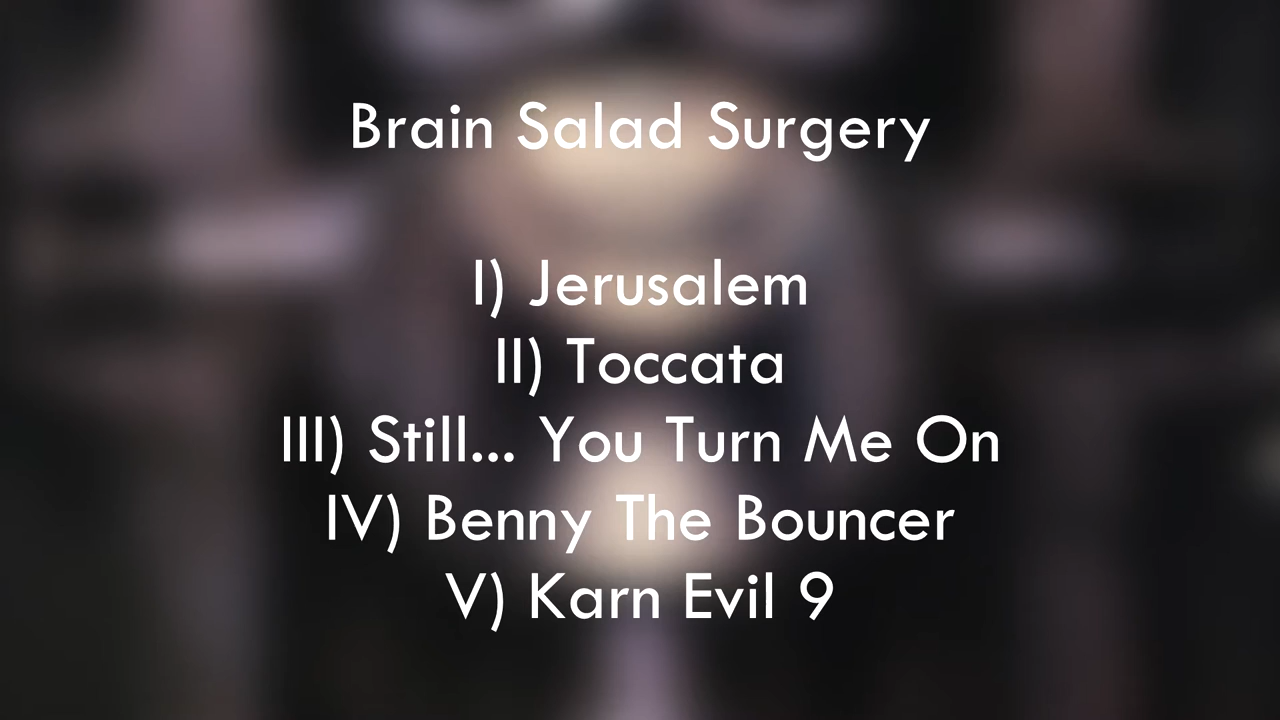 Brain Salad Surgery
I) Jerusalem
II) Toccata
III) Still... You Turn Me On
IV) Benny The Bouncer
V) Karn Evil 9